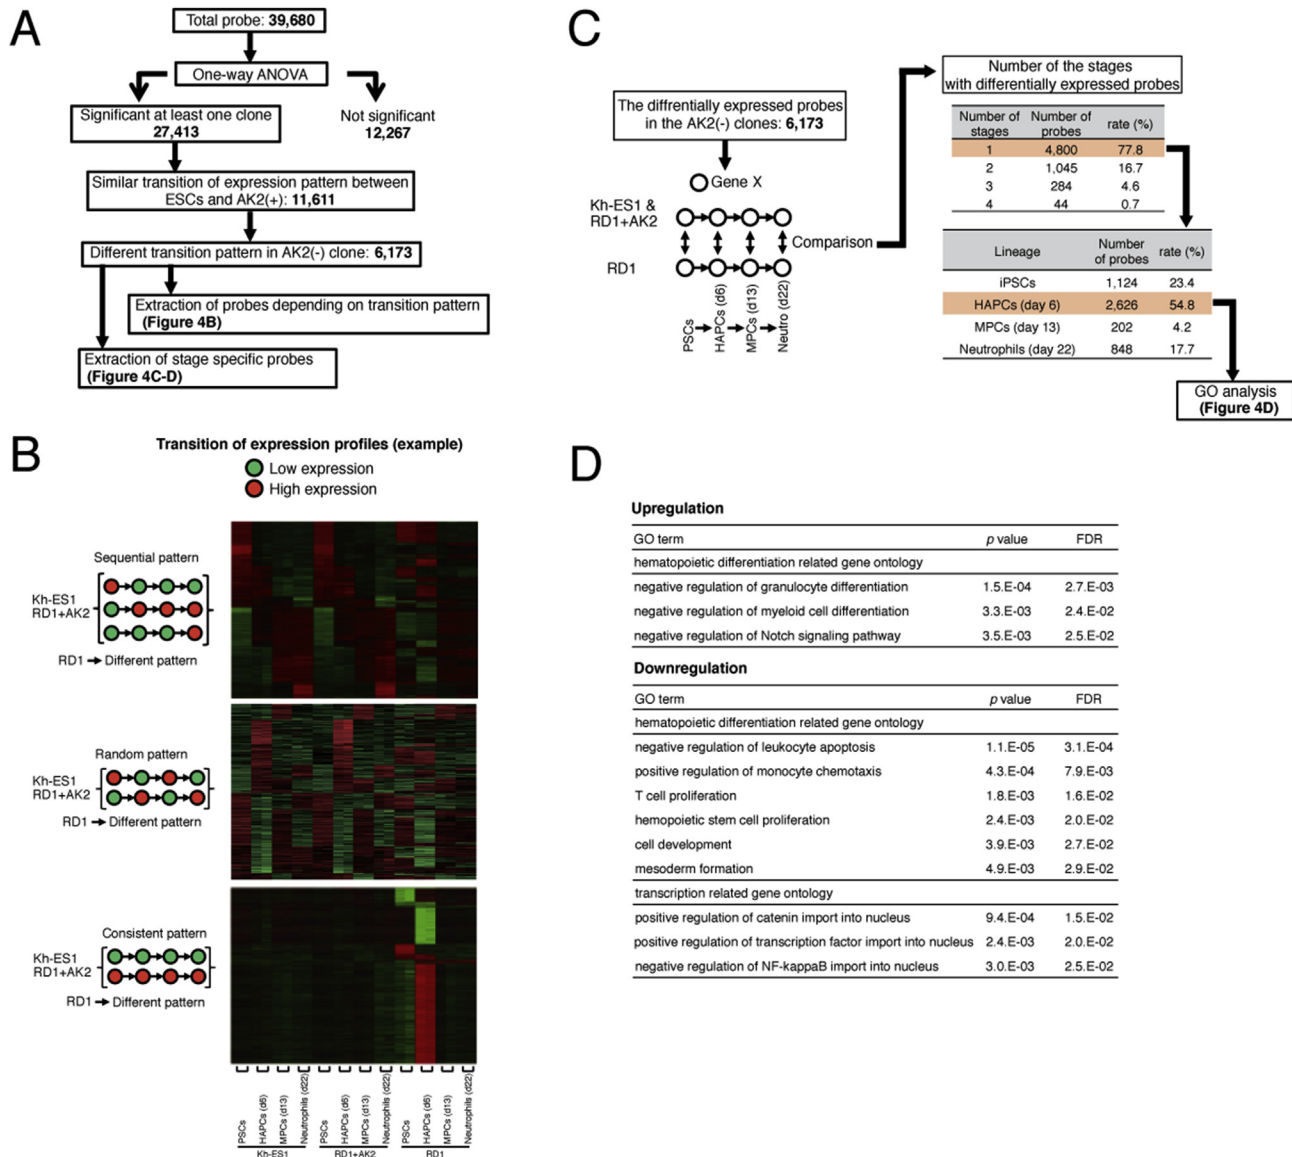 A
Total probe: 39,680
One-way ANOVA
Significant at least one clone
27,413
Not significant
12,267
Similar transition of expression pattern between
ESCs and AK2(+): 11,611
Different transition pattern in AK2(-) clone: 6,173
Extraction of probes depending on transition pattern
(Figure 4B)
Extraction of stage specific probes
(Figure 4C-D)
B
Transition of expression profiles (example)
Low expression
High expression
Sequential pattern
Kh-ES1
RD1+AK2
RD1 → Different pattern
Random pattern
Kh-ES1
RD1+AK2
RD1 → Different pattern
Consistent pattern
Kh-ES1
RD1+AK2
RD1 → Different pattern
PSCs
HAPCs (d6)
MPCs (d13)
Neutrophils (d22)
PSCs
HAPCs (d6)
MPCs (d13)
Neutrophils (d22)
PSCs
HAPCs (d6)
MPCs (d13)
Neutrophils (d22)
Kh-ES1 RD1+AK2 RD1
C
The diffrentially expressed probes
in the AK2(-) clones: 6,173
Gene X
Kh-ES1 &
RD1+AK2
Comparison
RD1
PSCs
HAPCs (d6)
MPCs (d13)
Neutro (d22)
Number of the stages
with differentially expressed probes
Number of stages Number of probes rate (%)
1 4,800 77.8
2 1,045 16.7
3 284 4.6
4 44 0.7
Lineage Number of probes rate (%)
iPSCs 1,124 23.4
HAPCs (day 6) 2,626 54.8
MPCs (day 13) 202 4.2
Neutrophils (day 22) 848 17.7
GO analysis
(Figure 4D)
D
Upregulation
GO term p value FDR
hematopoietic differentiation related gene ontology
negative regulation of granulocyte differentiation 1.5.E-04 2.7.E-03
negative regulation of myeloid cell differentiation 3.3.E-03 2.4.E-02
negative regulation of Notch signaling pathway 3.5.E-03 2.5.E-02
Downregulation
GO term p value FDR
hematopoietic differentiation related gene ontology
negative regulation of leukocyte apoptosis 1.1.E-05 3.1.E-04
positive regulation of monocyte chemotaxis 4.3.E-04 7.9.E-03
T cell proliferation 1.8.E-03 1.6.E-02
hemopoietic stem cell proliferation 2.4.E-03 2.0.E-02
cell development 3.9.E-03 2.7.E-02
mesoderm formation 4.9.E-03 2.9.E-02
transcription related gene ontology
positive regulation of catenin import into nucleus 9.4.E-04 1.5.E-02
positive regulation of transcription factor import into nucleus 2.4.E-03 2.0.E-02
negative regulation of NF-kappaB import into nucleus 3.0.E-03 2.5.E-02